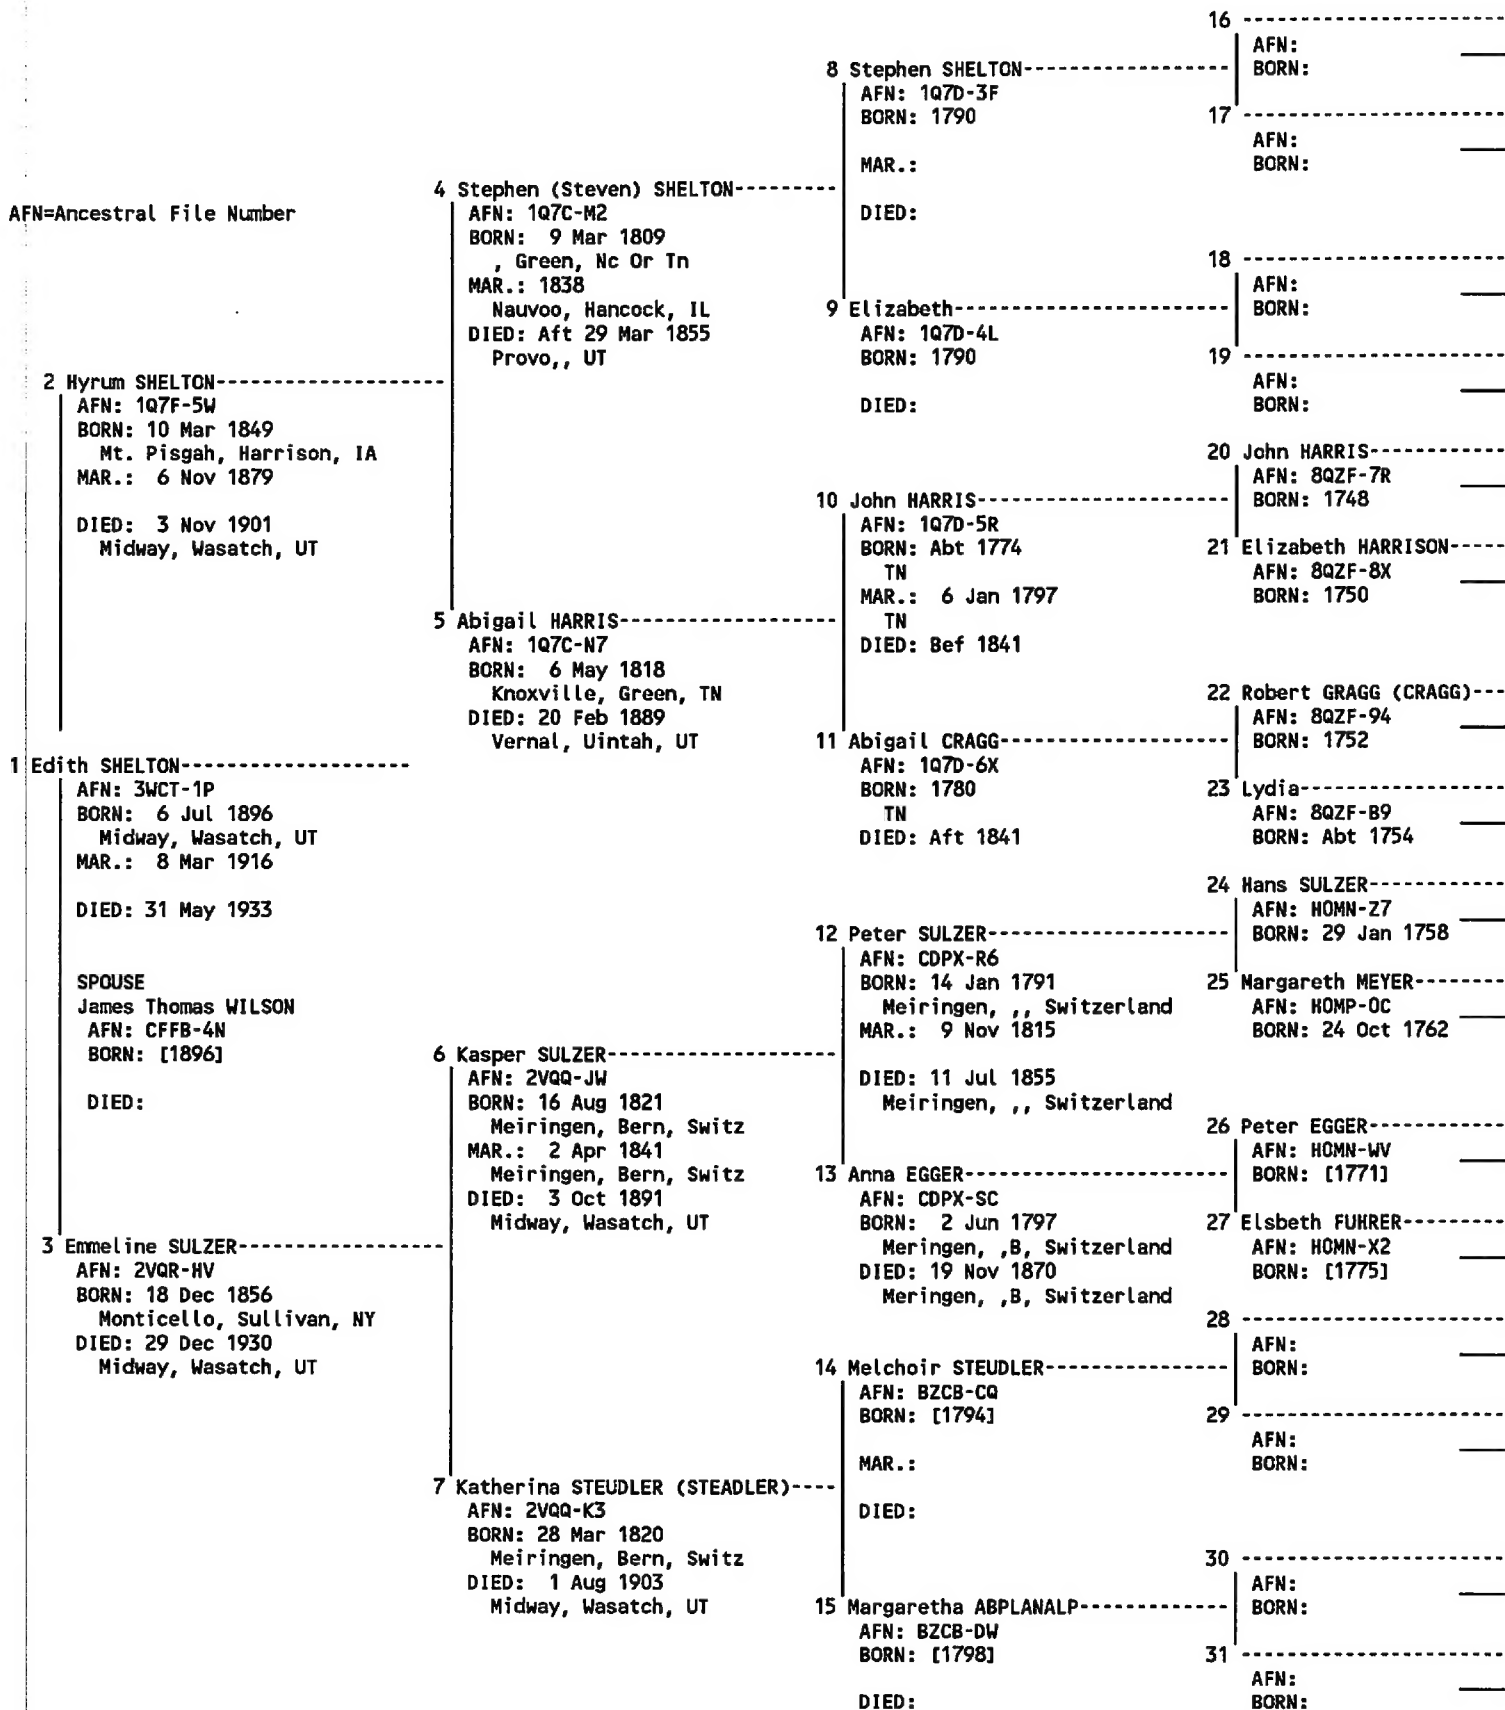 AFN=Ancestral File Number
1 Edith SHELTON-------------------
AFN: 3WCT-1P
BORN: 6 Jul 1896
Midway, Wasatch, UT
MAR.: 8 Mar 1916
DIED: 31 May 1933
SPOUSE
James Thomas WILSON
AFN: CFFB-4N
BORN: [1896]
DIED:
2 Hyrum SHELTON-------------------
AFN: 1Q7F-5W
BORN: 10 Mar 1849
Mt. Pisgah, Harrison, IA
MAR.: 6 Nov 1879
DIED: 3 Nov 1901
Midway, Wasatch, UT
3 Emmeline SULZER-----------------
AFN: 2VQR-HV
BORN: 18 Dec 1856
Monticello, Sullivan, NY
DIED: 29 Dec 1930
Midway, Wasatch, UT
4 Stephen (Steven) SHELTON---------
AFN: 1Q7C-M2
BORN: 9 Mar 1809
, Green, Nc Or Tn
MAR.: 1838
Nauvoo, Hancock, IL
DIED: Aft 29 Mar 1855
Provo,, UT
5 Abigail HARRIS------------------
AFN: 1Q7C-N7
BORN: 6 May 1818
Knoxville, Green, TN
DIED: 20 Feb 1889
Vernal, Uintah, UT
6 Kasper SULZER-------------------
AFN: 2VQQ-JW
BORN: 16 Aug 1821
Meiringen, Bern, Switz
MAR.: 2 Apr 1841
Meiringen, Bern, Switz
DIED: 3 Oct 1891
Midway, Wasatch, UT
7 Katherina STEUDLER (STEADLER)----
AFN: 2VQQ-K3
BORN: 28 Mar 1820
Meiringen, Bern, Switz
DIED: 1 Aug 1903
Midway, Wasatch, UT
8 Stephen SHELTON-----------------
AFN: 1Q7D-3F
BORN: 1790
MAR.:
DIED:
9 Elizabeth-----------------------
AFN: 1Q7D-4L
BORN: 1790
DIED:
10 John HARRIS---------------------
AFN: 1Q7D-5R
BORN: Abt 1774
TN
MAR.: 6 Jan 1797
TN
DIED: Bef 1841
11 Abigail CRAGG-------------------
AFN: 1Q7D-6X
BORN: 1780
TN
DIED: Aft 1841
12 Peter SULZER--------------------
AFN: CDPX-R6
BORN: 14 Jan 1791
Meiringen, ,, Switzerland
MAR.: 9 Nov 1815
DIED: 11 Jul 1855
Meiringen, ,, Switzerland
13 Anna EGGER----------------------
AFN: CDPX-SC
BORN: 2 Jun 1797
Meringen, ,B, Switzerland
DIED: 19 Nov 1870
Meringen, ,B, Switzerland
14 Melchoir STEUDLER---------------
AFN: BZCB-CQ
BORN: [1794]
MAR.:
DIED:
15 Margaretha ABPLANALP-------------
AFN: BZCB-DW
BORN: [1798]
DIED:
16 ----------------------
AFN:
BORN:
17 ----------------------
AFN:
BORN:
18 ----------------------
AFN:
BORN:
19 ----------------------
AFN:
BORN:
20 John HARRIS-----------
AFN: 8QZF-7R
BORN: 1748
21 Elizabeth HARRISON-----
AFN: 8QZF-8X
BORN: 1750
22 Robert GRAGG (CRAGG)---
AFN: 8QZF-94
BORN: 1752
23 Lydia-----------------
AFN: 8QZF-B9
BORN: Abt 1754
24 Hans SULZER-----------
AFN: HOMN-Z7
BORN: 29 Jan 1758
25 Margareth MEYER--------
AFN: HOMP-0C
BORN: 24 Oct 1762
26 Peter EGGER-----------
AFN: HOMN-WV
BORN: [1771]
27 Elsbeth FUHRER---------
AFN: HOMN-X2
BORN: [1775]
28 ----------------------
AFN:
BORN:
29 ----------------------
AFN:
BORN:
30 ----------------------
AFN:
BORN:
31 ----------------------
AFN:
BORN: